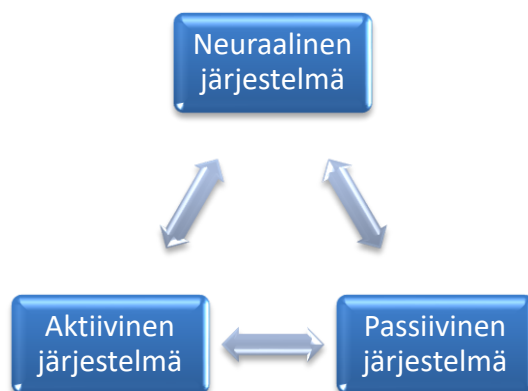 Neuraalinen
järjestelmä
Aktiivinen
järjestelmä
Passiivinen
järjestelmä